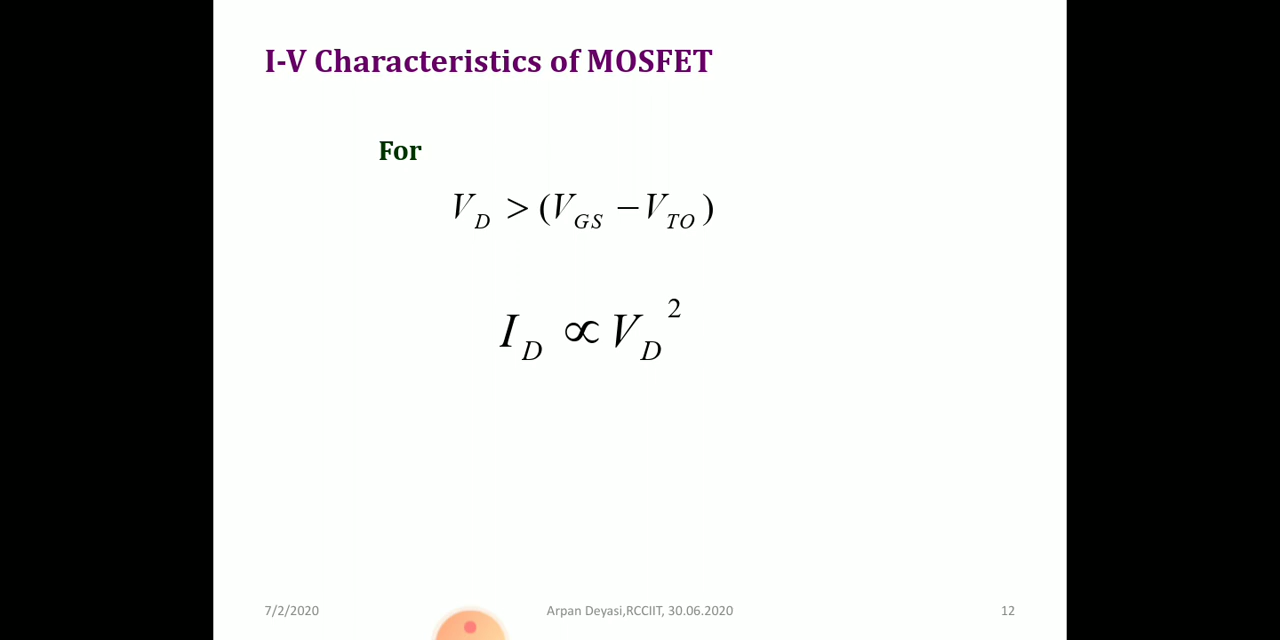 I-V Characteristics of MOSFET
For
V_D > (V_GS − V_TO)
I_D ∝ V_D^2
7/2/2020 Arpan Deyasi,RCCIIT, 30.06.2020 12